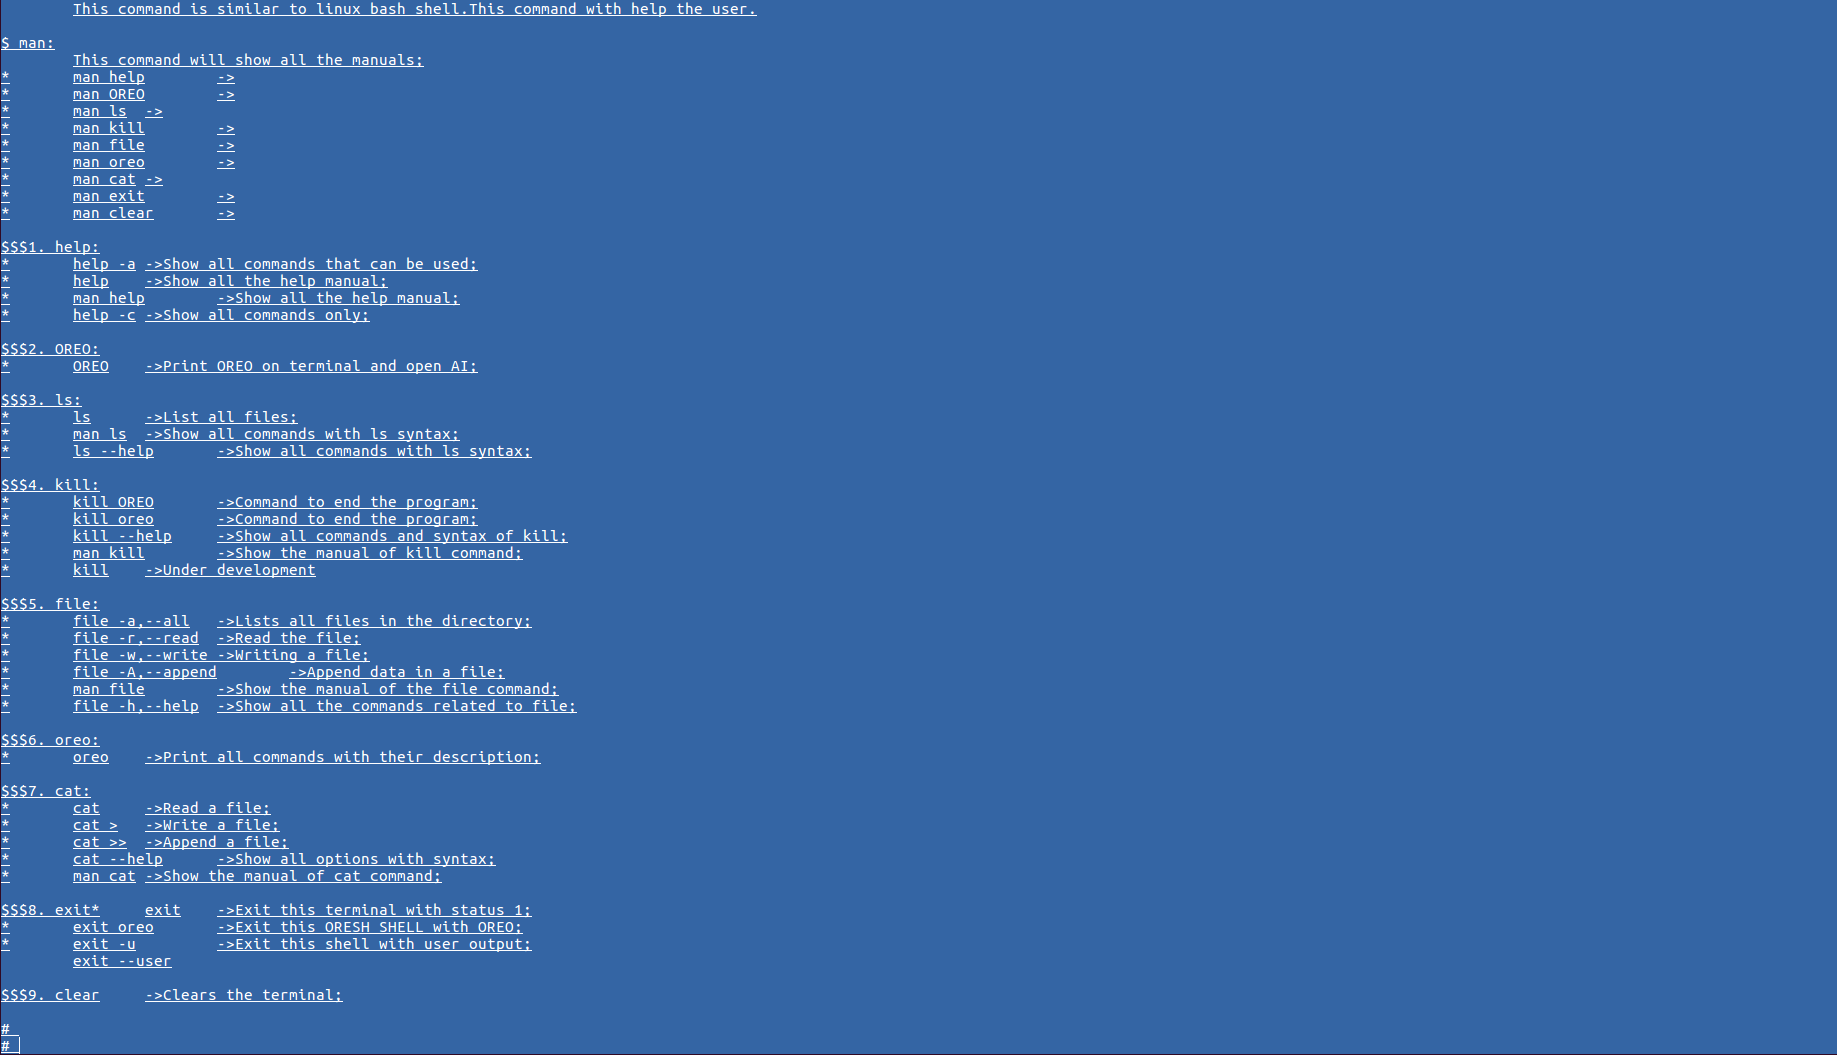 This command is similar to linux bash shell.This command with help the user.
$ man:
This command will show all the manuals;
* man help ->
* man OREO ->
* man ls ->
* man kill ->
* man file ->
* man oreo ->
* man cat ->
* man exit ->
* man clear ->
$$$1. help:
* help -a ->Show all commands that can be used;
* help ->Show all the help manual;
* man help ->Show all the help manual;
* help -c ->Show all commands only;
$$$2. OREO:
* OREO ->Print OREO on terminal and open AI;
$$$3. ls:
* ls ->List all files;
* man ls ->Show all commands with ls syntax;
* ls --help ->Show all commands with ls syntax;
$$$4. kill:
* kill OREO ->Command to end the program;
* kill oreo ->Command to end the program;
* kill --help ->Show all commands and syntax of kill;
* man kill ->Show the manual of kill command;
* kill ->Under development
$$$5. file:
* file -a,--all ->Lists all files in the directory;
* file -r,--read ->Read the file;
* file -w,--write ->Writing a file;
* file -A,--append ->Append data in a file;
* man file ->Show the manual of the file command;
* file -h,--help ->Show all the commands related to file;
$$$6. oreo:
* oreo ->Print all commands with their description;
$$$7. cat:
* cat ->Read a file;
* cat > ->Write a file;
* cat >> ->Append a file;
* cat --help ->Show all options with syntax;
* man cat ->Show the manual of cat command;
$$$8. exit* exit ->Exit this terminal with status 1;
* exit oreo ->Exit this ORESH SHELL with OREO;
* exit -u ->Exit this shell with user output;
exit --user
$$$9. clear ->Clears the terminal;
#
#